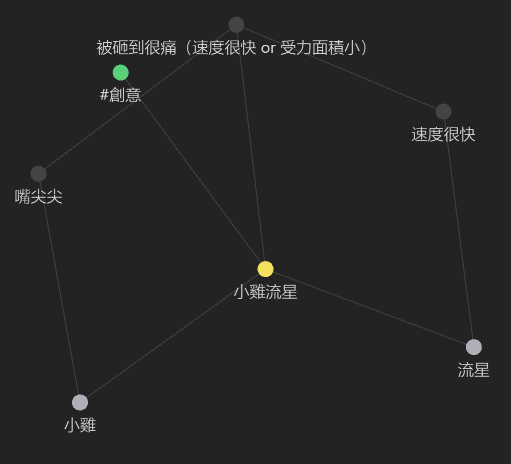 被砸到很痛（速度很快 or 受力面積小）
#創意
速度很快
嘴尖尖
小雞流星
流星
小雞